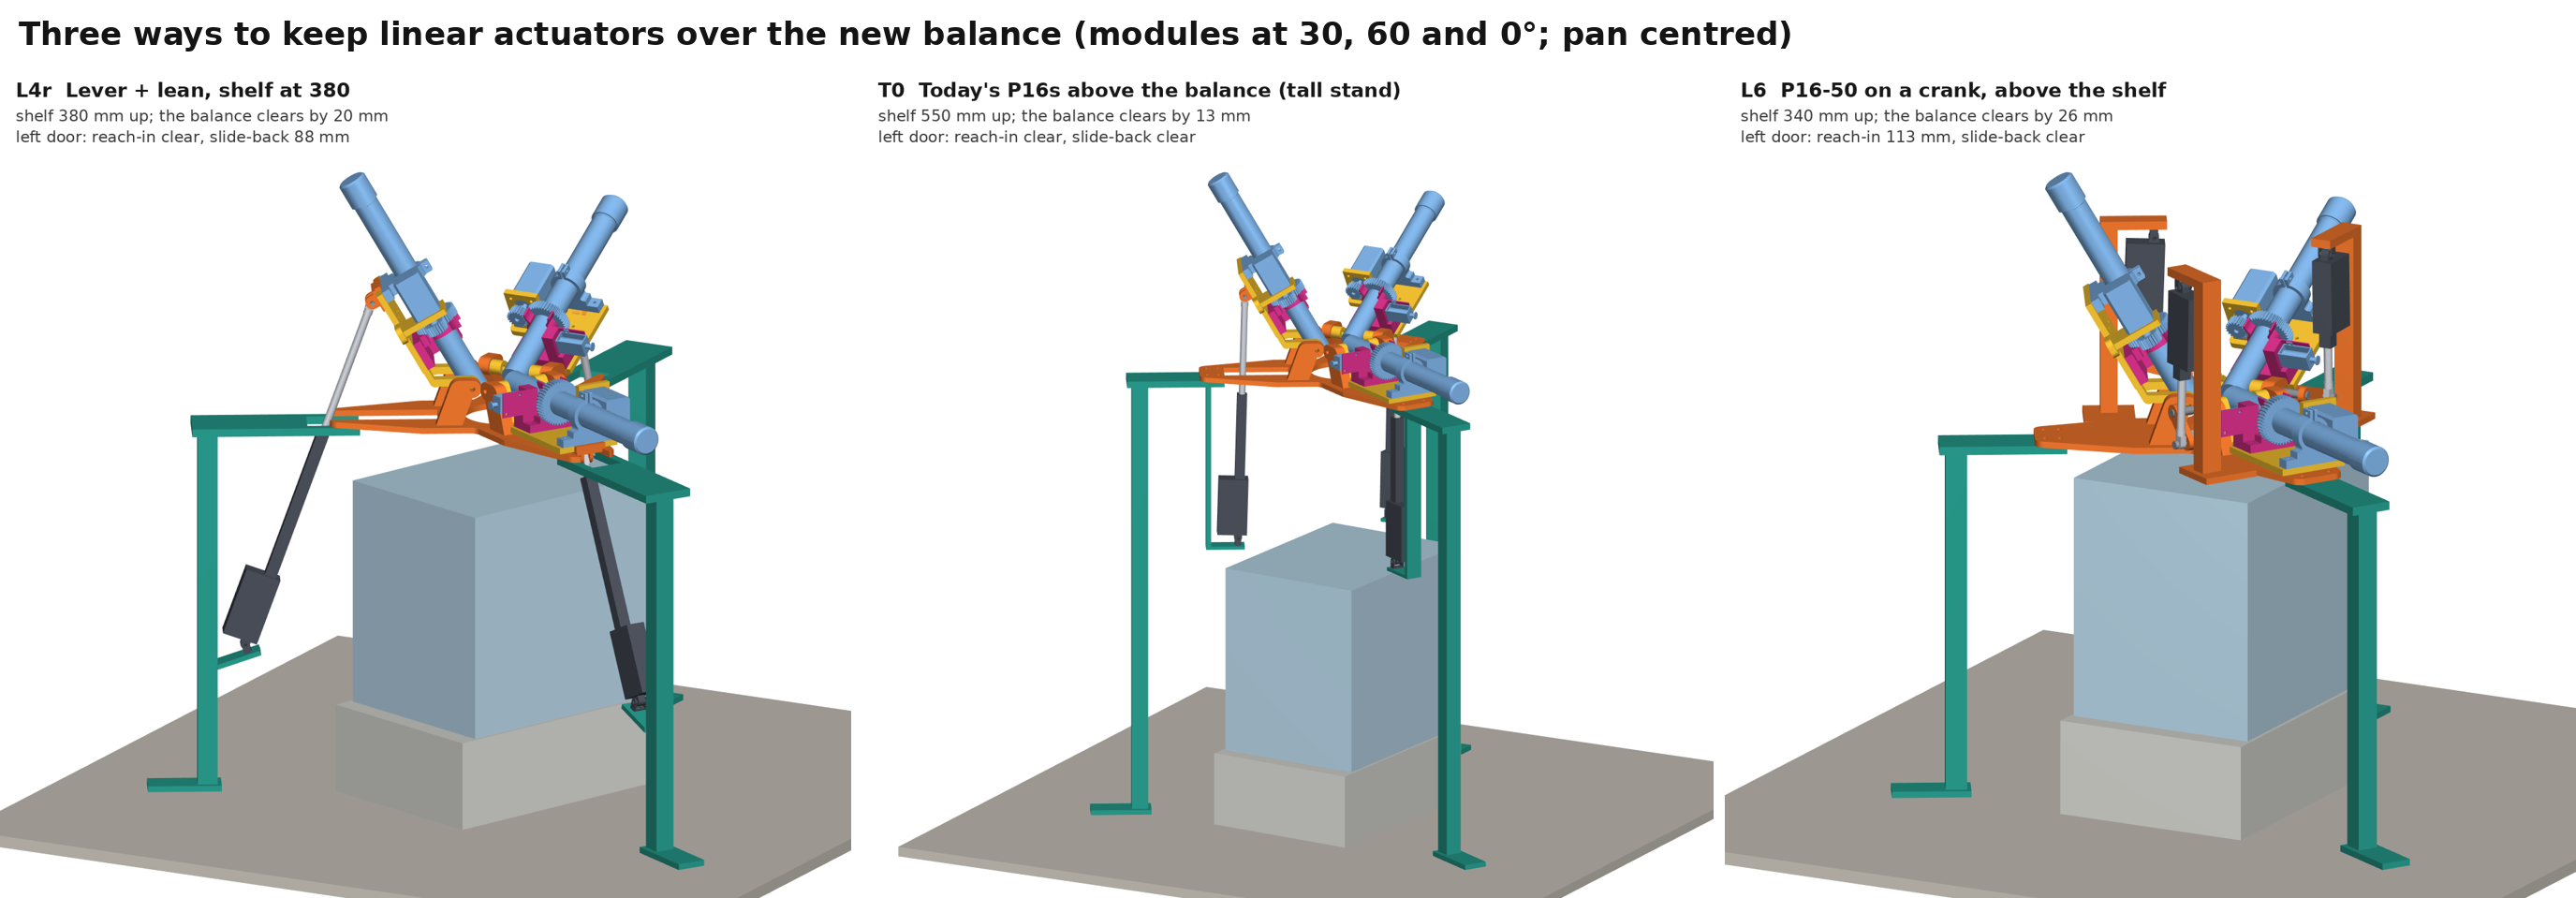 Three ways to keep linear actuators over the new balance (modules at 30, 60 and 0°; pan centred)
L4r Lever + lean, shelf at 380
shelf 380 mm up; the balance clears by 20 mm
left door: reach-in clear, slide-back 88 mm
T0 Today's P16s above the balance (tall stand)
shelf 550 mm up; the balance clears by 13 mm
left door: reach-in clear, slide-back clear
L6 P16-50 on a crank, above the shelf
shelf 340 mm up; the balance clears by 26 mm
left door: reach-in 113 mm, slide-back clear